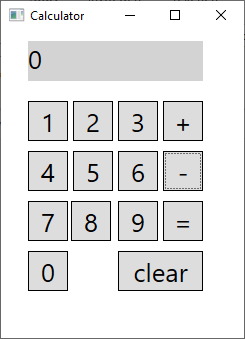 Calculator
0
1 2 3 +
4 5 6 -
7 8 9 =
0 clear